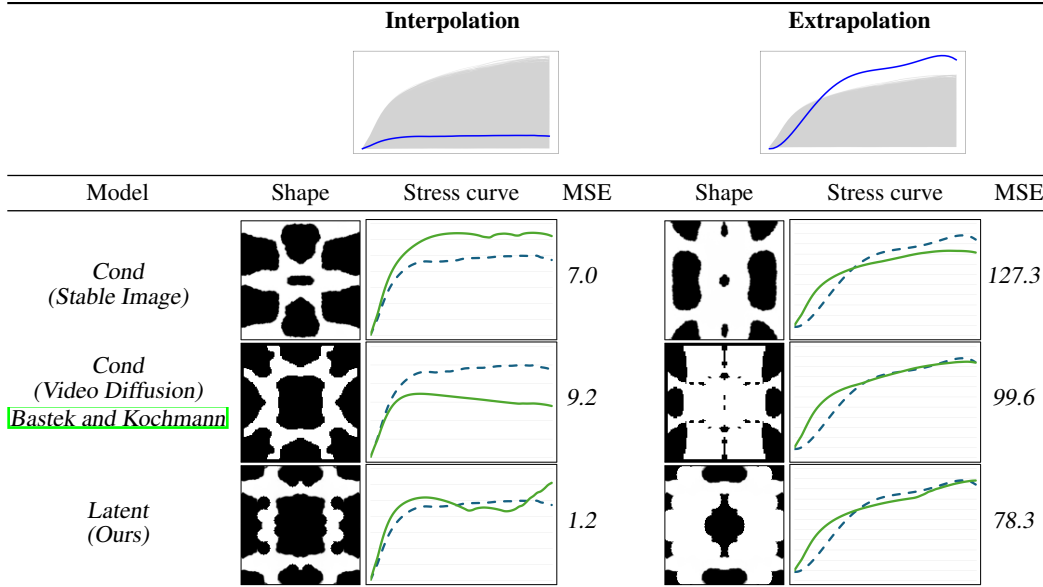 Interpolation Extrapolation
Model Shape Stress curve MSE Shape Stress curve MSE
Cond
(Stable Image)
7.0 127.3
Cond
(Video Diffusion)
Bastek and Kochmann
9.2 99.6
Latent
(Ours)
1.2 78.3